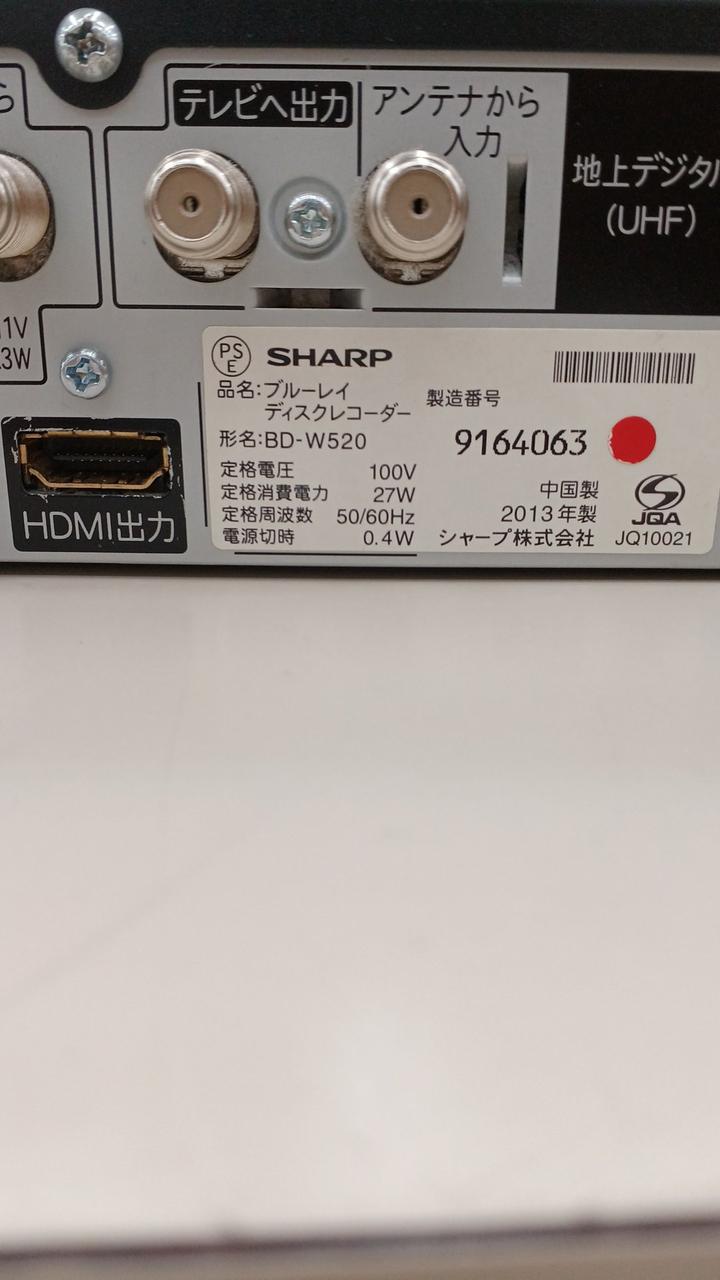 ら
テレビへ出力
アンテナから
入力
地上デジタル
(UHF)
1V
3W
HDMI出力
PS
E
SHARP
品名:ブルーレイ
ディスクレコーダー
形名:BD-W520
定格電圧 100V
定格消費電力 27W
定格周波数 50/60Hz
電源切時 0.4W
製造番号
9164063
中国製
2013年製
シャープ株式会社
JQA
JQ10021